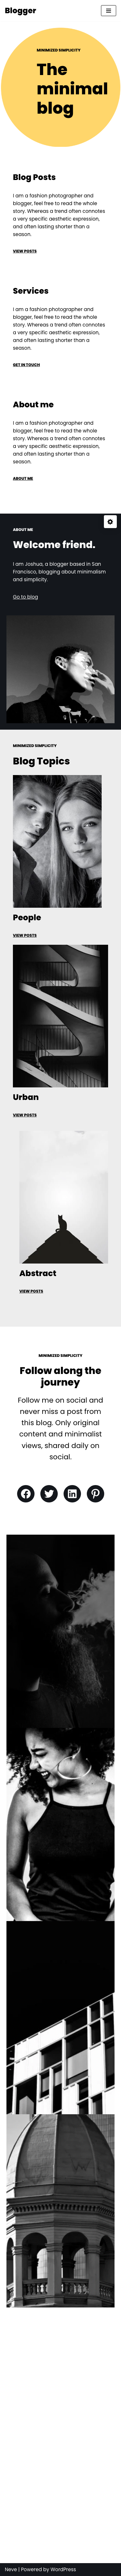 Blogger
MINIMIZED SIMPLICITY
The
minimal
blog
Blog Posts
I am a fashion photographer and
blogger, feel free to read the whole
story. Whereas a trend often connotes
a very specific aesthetic expression,
and often lasting shorter than a
season.
VIEW POSTS
Services
I am a fashion photographer and
blogger, feel free to read the whole
story. Whereas a trend often connotes
a very specific aesthetic expression,
and often lasting shorter than a
season.
GET IN TOUCH
About me
I am a fashion photographer and
blogger, feel free to read the whole
story. Whereas a trend often connotes
a very specific aesthetic expression,
and often lasting shorter than a
season.
ABOUT ME
ABOUT ME
Welcome friend.
I am Joshua, a blogger based in San
Francisco, blogging about minimalism
and simplicity.
Go to blog
MINIMIZED SIMPLICITY
Blog Topics
People
VIEW POSTS
Urban
VIEW POSTS
Abstract
VIEW POSTS
MINIMIZED SIMPLICITY
Follow along the
journey
Follow me on social and
never miss a post from
this blog. Only original
content and minimalist
views, shared daily on
social.
Neve | Powered by WordPress